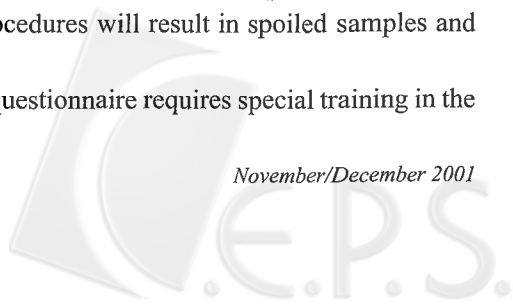 ocedures will result in spoiled samples and
uestionnaire requires special training in the
November/December 2001
C.E.P.S.